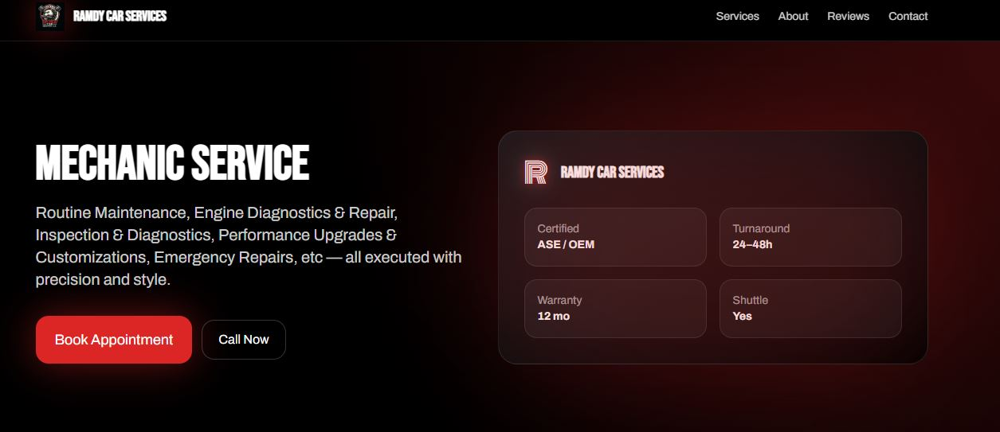 RAMDY CAR SERVICES
Services About Reviews Contact
MECHANIC SERVICE
Routine Maintenance, Engine Diagnostics & Repair,
Inspection & Diagnostics, Performance Upgrades &
Customizations, Emergency Repairs, etc — all executed with
precision and style.
Book Appointment
Call Now
R
RAMDY CAR SERVICES
Certified
ASE / OEM
Turnaround
24–48h
Warranty
12 mo
Shuttle
Yes